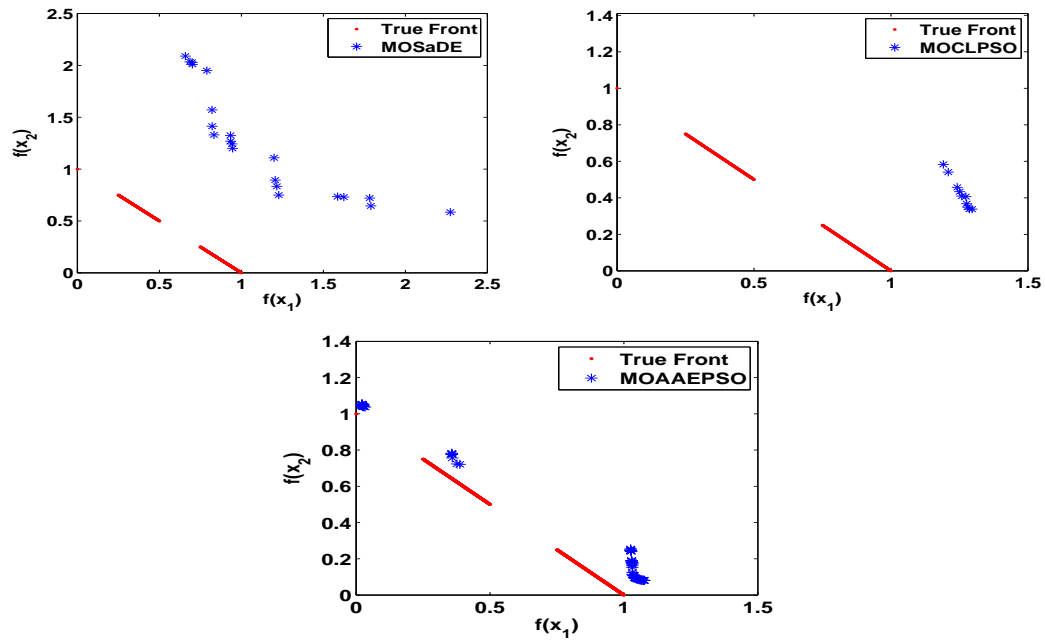 2.5
2
1.5
1
0.5
0
f(x2)
True Front
MOSaDE
0 0.5 1 1.5 2 2.5
f(x1)
1.4
1.2
1
0.8
0.6
0.4
0.2
0
f(x2)
True Front
MOCLPSO
0 0.5 1 1.5
f(x1)
1.4
1.2
1
0.8
0.6
0.4
0.2
0
f(x2)
True Front
MOAAEPSO
0 0.5 1 1.5
f(x1)